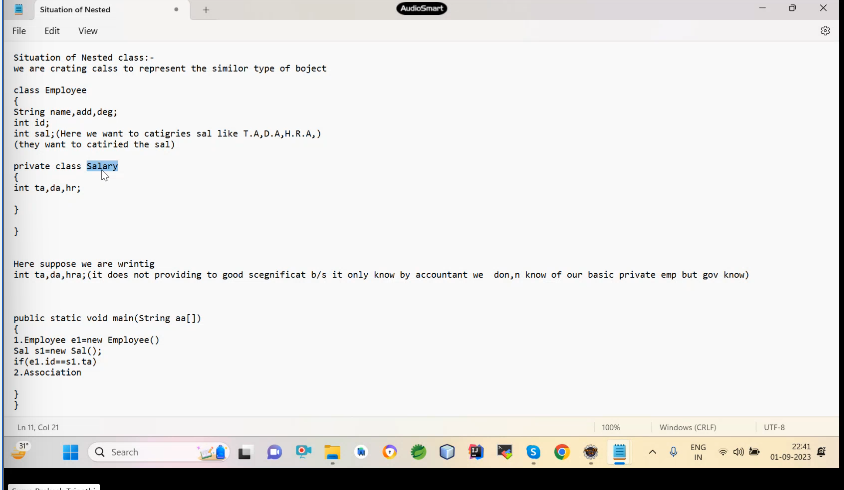 Situation of Nested
AudioSmart
File Edit View
Situation of Nested class:-
we are crating calss to represent the similor type of boject
class Employee
{
String name,add,deg;
int id;
int sal;(Here we want to catigries sal like T.A,D.A,H.R.A,)
(they want to catiried the sal)
private class Salary
{
int ta,da,hr;
}
}
Here suppose we are wrintig
int ta,da,hra;(it does not providing to good scegnificat b/s it only know by accountant we don,n know of our basic private emp but gov know)
public static void main(String aa[])
{
1.Employee e1=new Employee()
Sal s1=new Sal();
if(e1.id==s1.ta)
2.Association
}
}
Ln 11, Col 21 100% Windows (CRLF) UTF-8
31°
Search
ENG
IN
22:41
01-09-2023